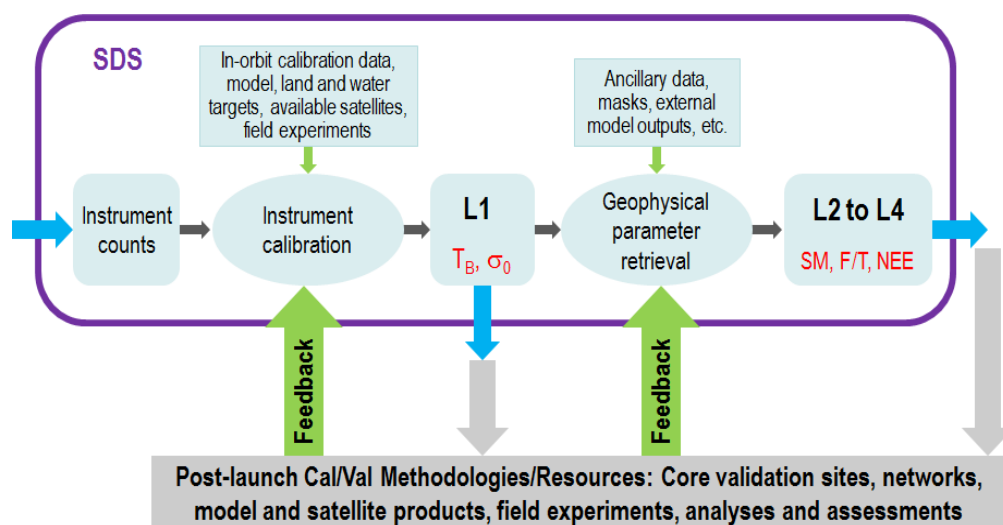 SDS
In-orbit calibration data,
model, land and water
targets, available satellites,
field experiments
Ancillary data,
masks, external
model outputs, etc.
Instrument
counts
Instrument
calibration
L1
T_B, σ_0
Geophysical
parameter
retrieval
L2 to L4
SM, F/T, NEE
Feedback
Feedback
Post-launch Cal/Val Methodologies/Resources: Core validation sites, networks,
model and satellite products, field experiments, analyses and assessments